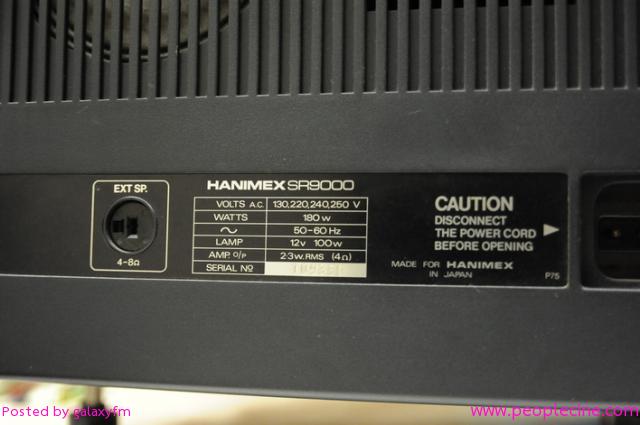 EXT SP.
4-8Ω
HANIMEX SR9000
VOLTS A.C. 130,220,240,250 V
WATTS 180 w
∼ 50-60 Hz
LAMP 12v 100w
AMP. O/P 23w.RMS (4Ω)
SERIAL Nº
CAUTION
DISCONNECT
THE POWER CORD
BEFORE OPENING
MADE FOR HANIMEX
IN JAPAN
P75
Posted by galaxyfm
www.peoplecine.com